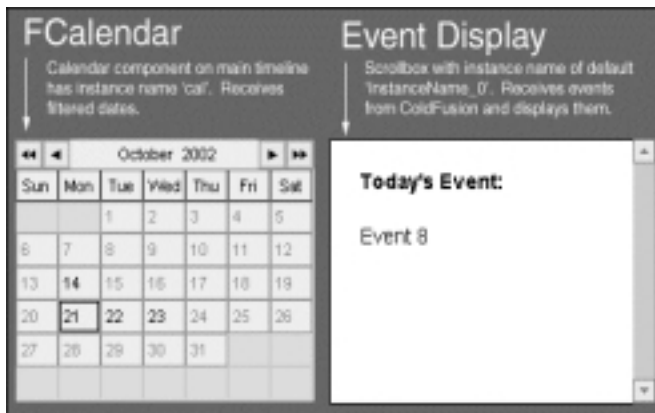 FCalendar
Calendar component on main timeline
has instance name 'cal'. Receives
filtered dates.
October 2002
Sun Mon Tue Wed Thu Fri Sat
1 2 3 4 5
6 7 8 9 10 11 12
13 14 15 16 17 18 19
20 21 22 23 24 25 26
27 28 29 30 31
Event Display
Scrollbox with instance name of default
'InstanceName_0'. Receives events
from ColdFusion and displays them.
Today's Event:
Event 8